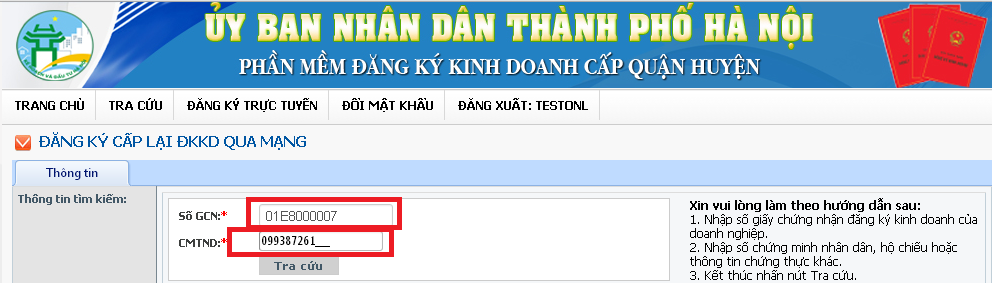 ỦY BAN NHÂN DÂN THÀNH PHỐ HÀ NỘI
PHẦN MỀM ĐĂNG KÝ KINH DOANH CẤP QUẬN HUYỆN
TRANG CHỦ TRA CỨU ĐĂNG KÝ TRỰC TUYẾN ĐỔI MẬT KHẨU ĐĂNG XUẤT: TESTONL
ĐĂNG KÝ CẤP LẠI ĐKKD QUA MẠNG
Thông tin
Thông tin tìm kiếm:
Số GCN:* 01E8000007
CMTND:* 099387261___
Tra cứu
Xin vui lòng làm theo hướng dẫn sau:
1. Nhập số giấy chứng nhận đăng ký kinh doanh của
doanh nghiệp.
2. Nhập số chứng minh nhân dân, hộ chiếu hoặc
thông tin chứng thực khác.
3. Kết thúc nhấn nút Tra cứu.